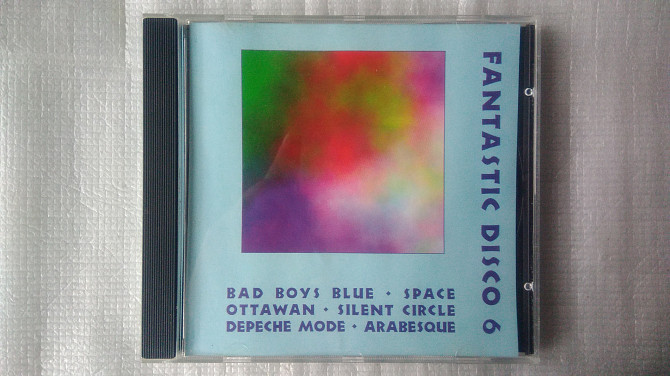 FANTASTIC DISCO 6
BAD BOYS BLUE · SPACE
OTTAWAN · SILENT CIRCLE
DEPECHE MODE · ARABESQUE